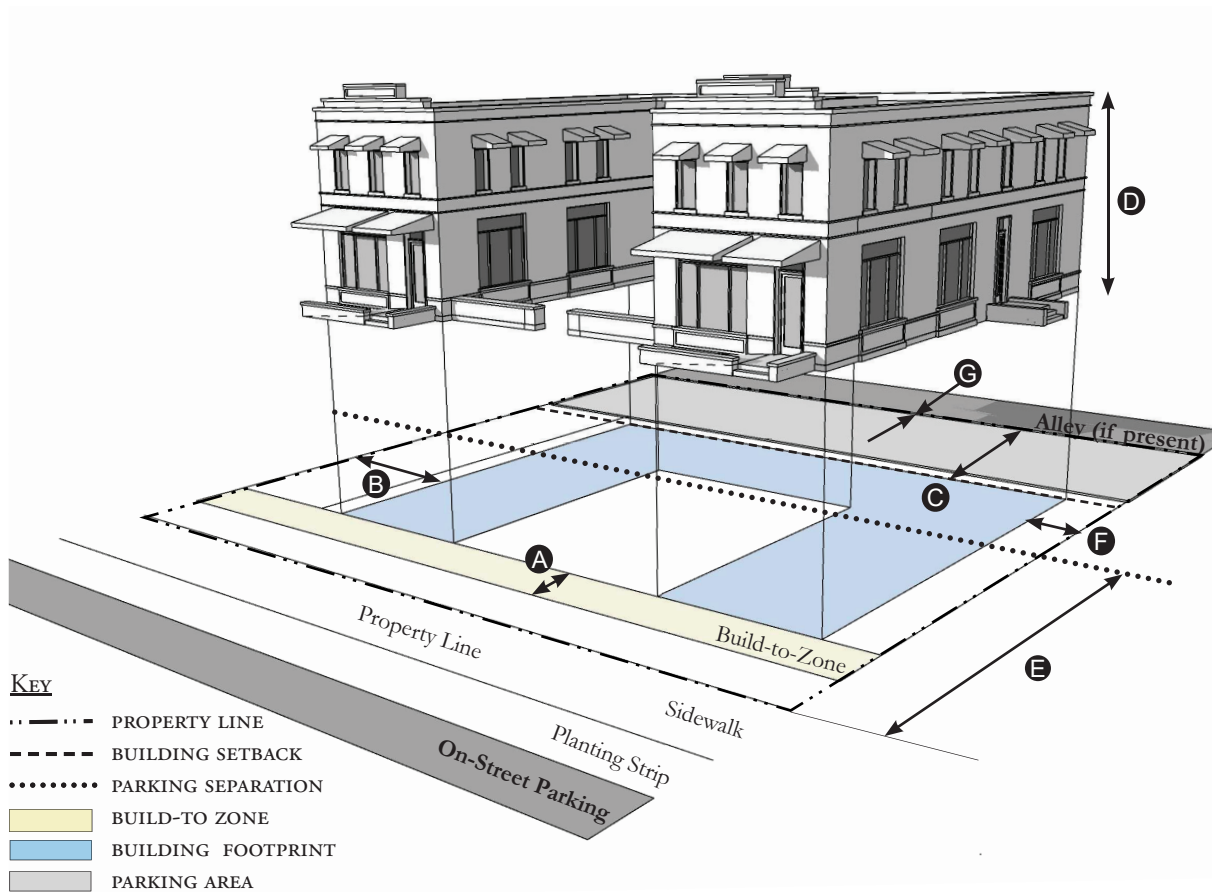 D
G
Alley (if present)
B
C
A
F
Build-to-Zone
Property Line
E
Sidewalk
Planting Strip
On-Street Parking
KEY
PROPERTY LINE
BUILDING SETBACK
PARKING SEPARATION
BUILD-TO ZONE
BUILDING FOOTPRINT
PARKING AREA